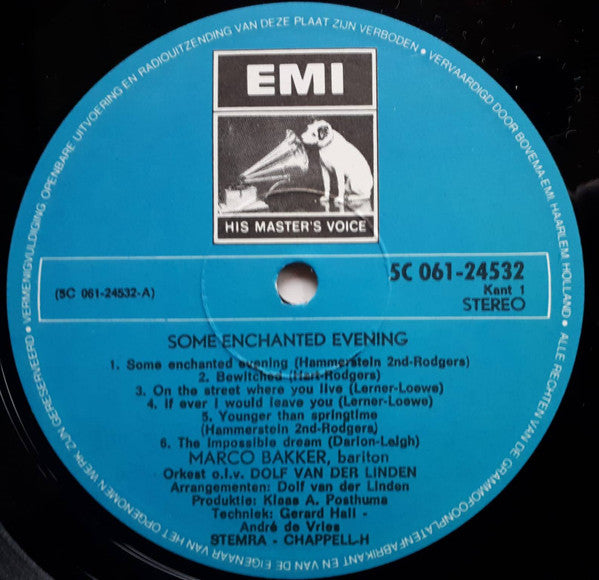 ALLE RECHTEN VAN DE GRAMMOFOONPLATENFABRIKANT EN VAN DE EIGENAAR VAN HET OPGENOMEN WERK ZIJN GERESERVEERD • VERMENIGVULDIGING OPENBARE UITVOERING EN RADIOUITZENDING VAN DEZE PLAAT ZIJN VERBODEN • VERVAARDIGD DOOR BOVEMA-EMI HAARLEM HOLLAND •
EMI
HIS MASTER'S VOICE
5C 061-24532
(5C 061-24532-A)
Kant 1
STEREO
SOME ENCHANTED EVENING
1. Some enchanted evening (Hammerstein 2nd-Rodgers)
2. Bewitched (Hart-Rodgers)
3. On the street where you live (Lerner-Loewe)
4. If ever I would leave you (Lerner-Loewe)
5. Younger than springtime
(Hammerstein 2nd-Rodgers)
6. The impossible dream (Darion-Leigh)
MARCO BAKKER, bariton
Orkest o.l.v. DOLF VAN DER LINDEN
Arrangementen: Dolf van der Linden
Produktie: Klaas A. Posthuma
Techniek: Gerard Hall -
André de Vries
STEMRA - CHAPPELL-H